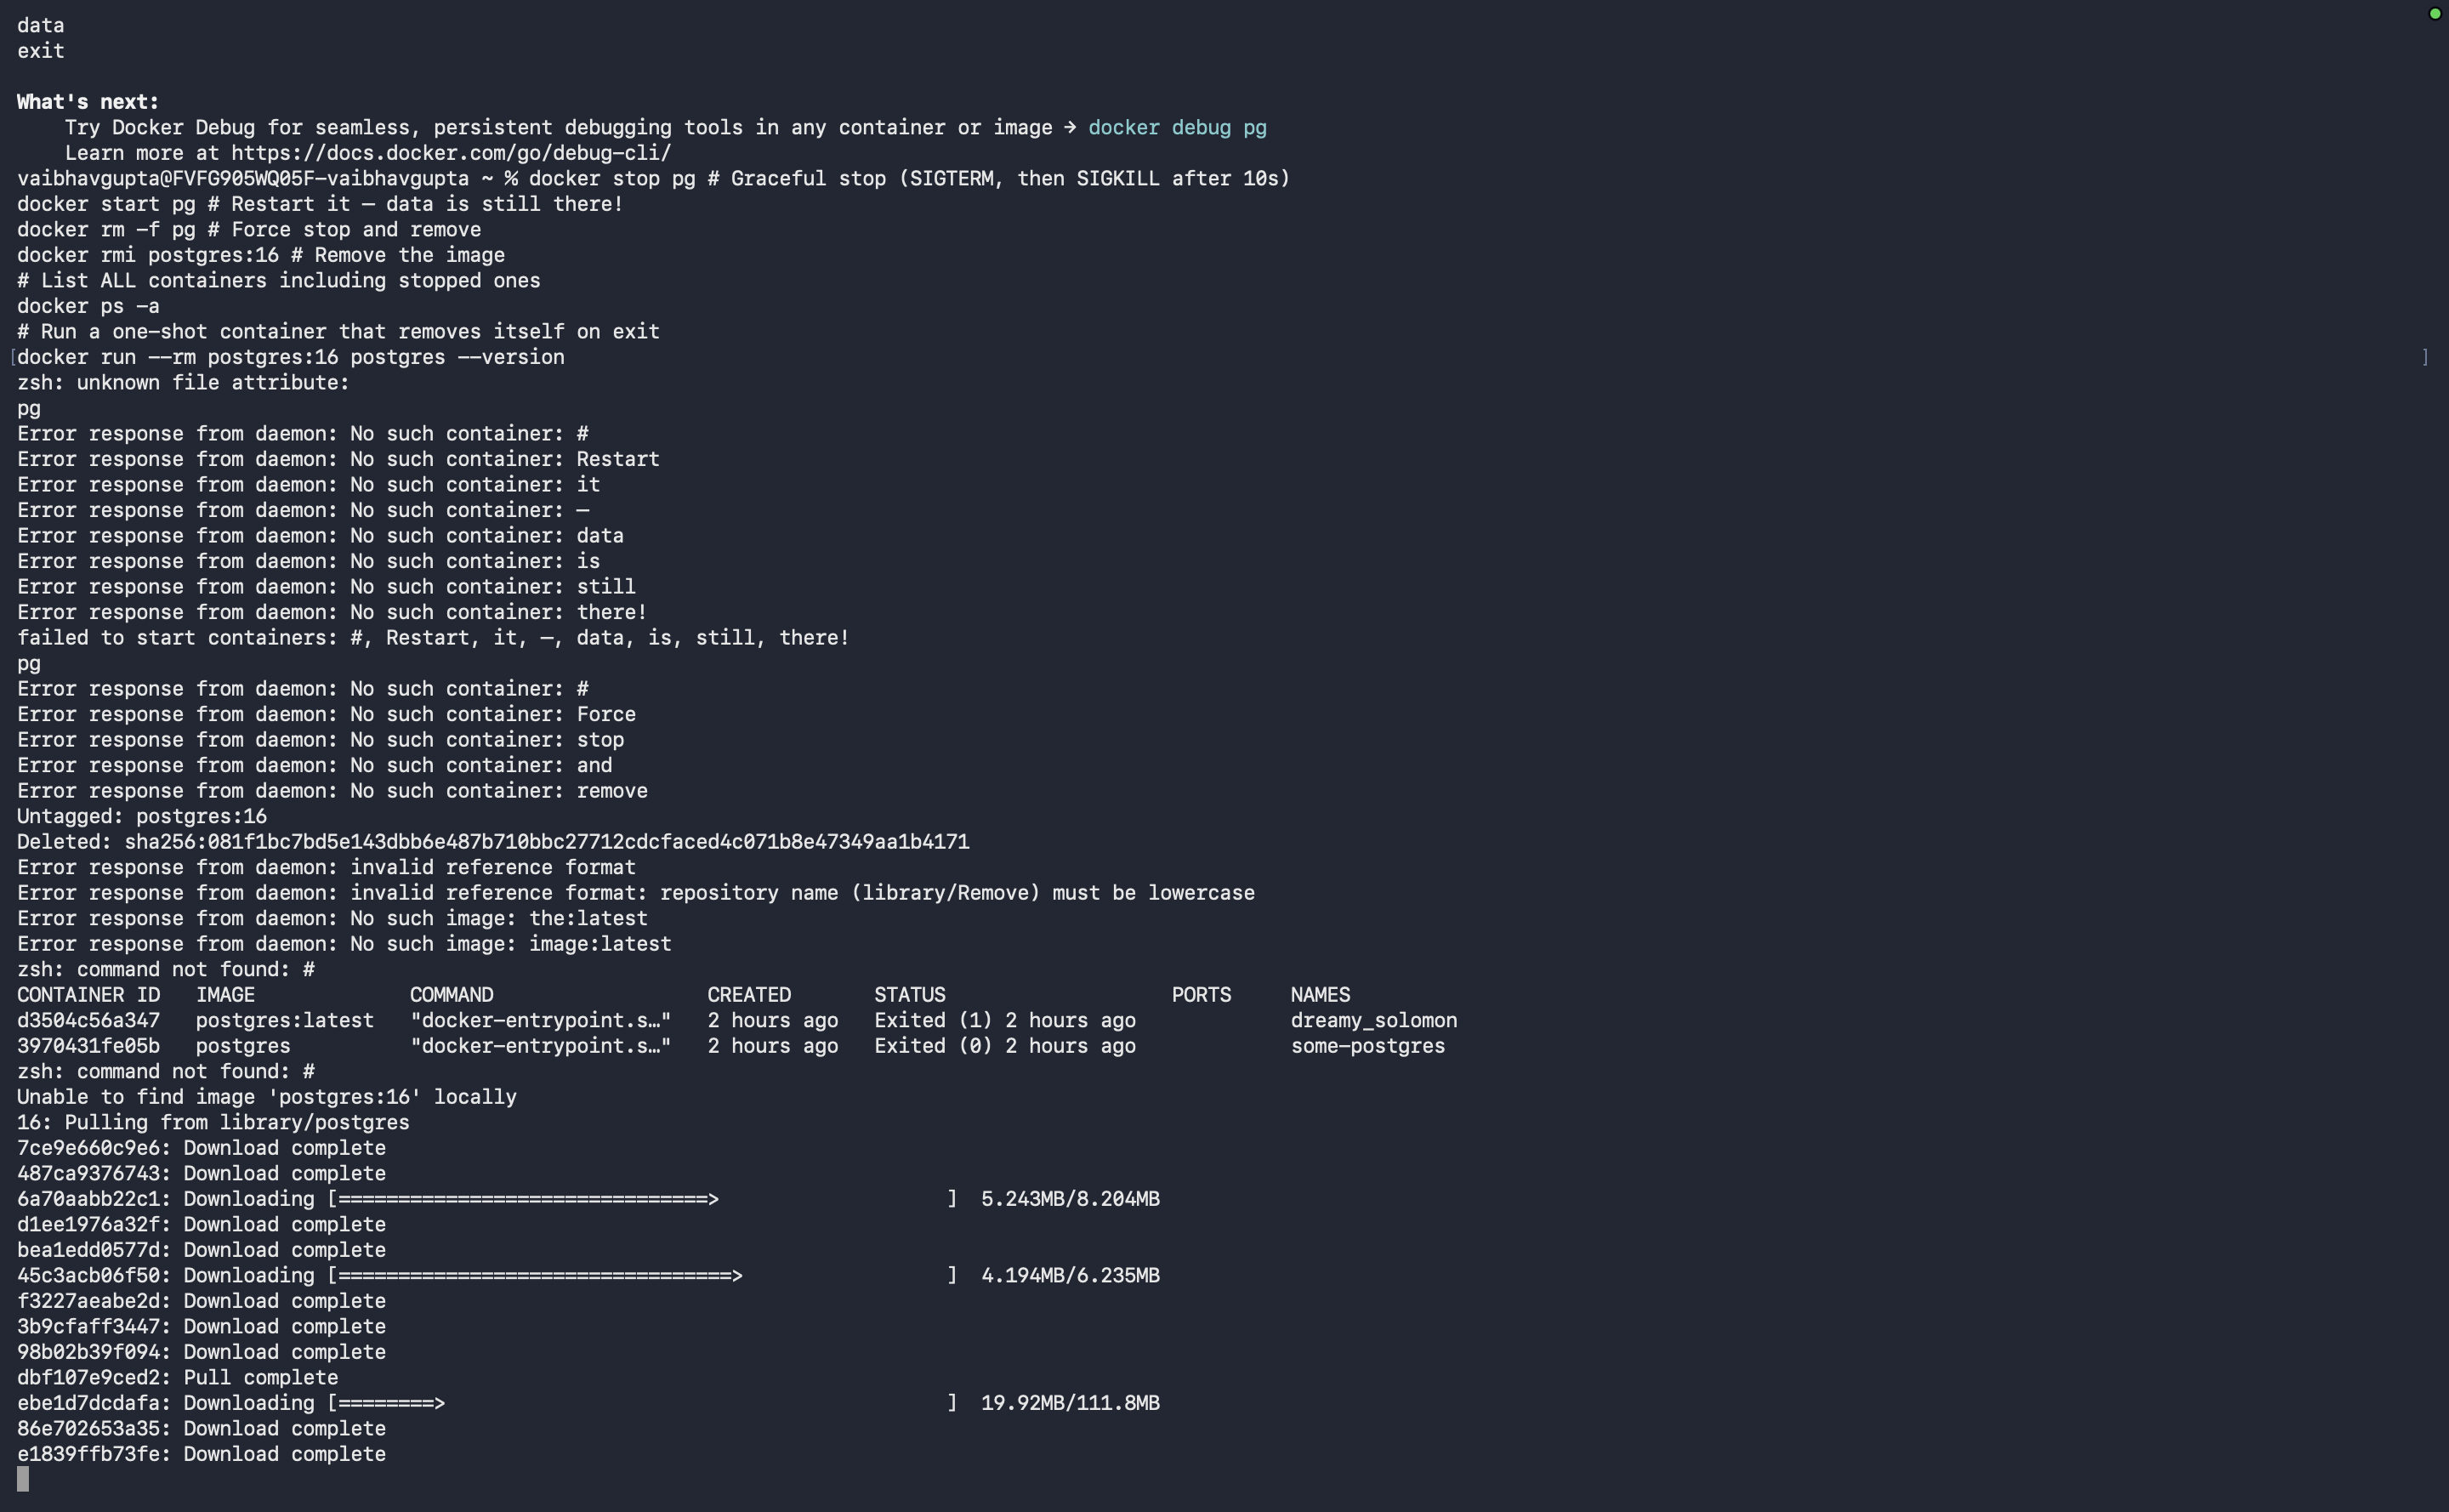 data
exit
What's next:
    Try Docker Debug for seamless, persistent debugging tools in any container or image → docker debug pg
    Learn more at https://docs.docker.com/go/debug-cli/
vaibhavgupta@FVFG905WQ05F-vaibhavgupta ~ % docker stop pg # Graceful stop (SIGTERM, then SIGKILL after 10s)
docker start pg # Restart it — data is still there!
docker rm -f pg # Force stop and remove
docker rmi postgres:16 # Remove the image
# List ALL containers including stopped ones
docker ps -a
# Run a one-shot container that removes itself on exit
[docker run --rm postgres:16 postgres --version ]
zsh: unknown file attribute:
pg
Error response from daemon: No such container: #
Error response from daemon: No such container: Restart
Error response from daemon: No such container: it
Error response from daemon: No such container: —
Error response from daemon: No such container: data
Error response from daemon: No such container: is
Error response from daemon: No such container: still
Error response from daemon: No such container: there!
failed to start containers: #, Restart, it, —, data, is, still, there!
pg
Error response from daemon: No such container: #
Error response from daemon: No such container: Force
Error response from daemon: No such container: stop
Error response from daemon: No such container: and
Error response from daemon: No such container: remove
Untagged: postgres:16
Deleted: sha256:081f1bc7bd5e143dbb6e487b710bbc27712cdcfaced4c071b8e47349aa1b4171
Error response from daemon: invalid reference format
Error response from daemon: invalid reference format: repository name (library/Remove) must be lowercase
Error response from daemon: No such image: the:latest
Error response from daemon: No such image: image:latest
zsh: command not found: #
CONTAINER ID   IMAGE             COMMAND                  CREATED       STATUS                   PORTS     NAMES
d3504c56a347   postgres:latest   "docker-entrypoint.s…"   2 hours ago   Exited (1) 2 hours ago             dreamy_solomon
3970431fe05b   postgres          "docker-entrypoint.s…"   2 hours ago   Exited (0) 2 hours ago             some-postgres
zsh: command not found: #
Unable to find image 'postgres:16' locally
16: Pulling from library/postgres
7ce9e660c9e6: Download complete
487ca9376743: Download complete
6a70aabb22c1: Downloading [===============================>                   ]  5.243MB/8.204MB
d1ee1976a32f: Download complete
bea1edd0577d: Download complete
45c3acb06f50: Downloading [=================================>                 ]  4.194MB/6.235MB
f3227aeabe2d: Download complete
3b9cfaff3447: Download complete
98b02b39f094: Download complete
dbf107e9ced2: Pull complete
ebe1d7dcdafa: Downloading [========>                                          ]  19.92MB/111.8MB
86e702653a35: Download complete
e1839ffb73fe: Download complete